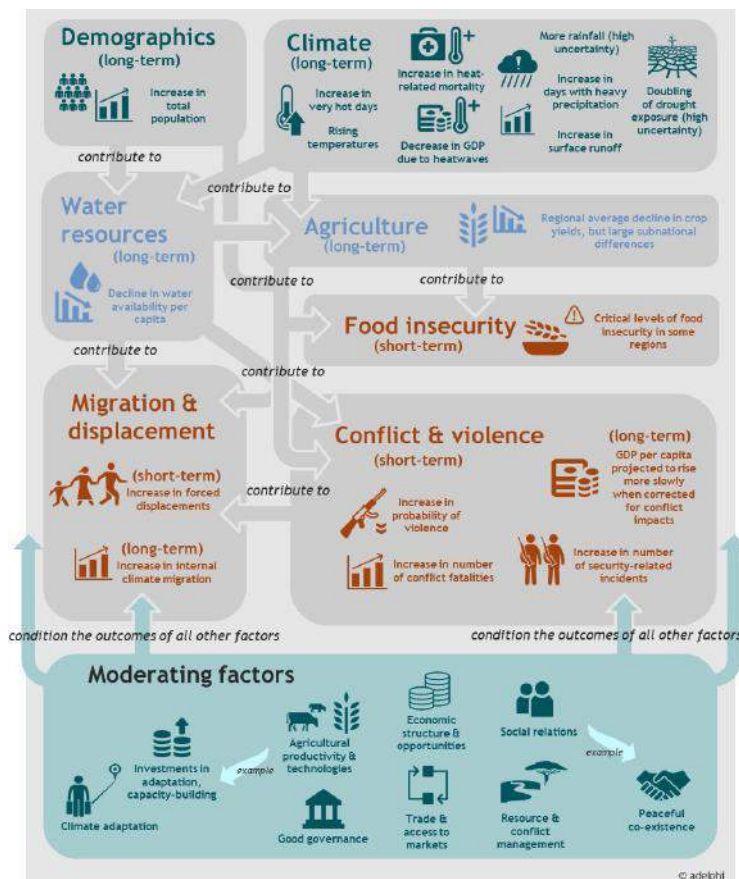 Demographics
(long-term)
Increase in
total
population
Climate
(long-term)
Increase in
very hot days
Rising
temperatures
Increase in heat-
related mortality
Decrease in GDP
due to heatwaves
More rainfall (high
uncertainty)
Increase in
days with heavy
precipitation
Increase in
surface runoff
Doubling
of drought
exposure (high
uncertainty)
contribute to
contribute to
Water
resources
(long-term)
Decline in water
availability per
capita
Agriculture
(long-term)
Regional average decline in crop
yields, but large subnational
differences
contribute to
contribute to
Food insecurity
(short-term)
Critical levels of food
insecurity in some
regions
contribute to
contribute to
Migration &
displacement
(short-term)
Increase in forced
displacements
(long-term)
Increase in internal
climate migration
contribute to
Conflict & violence
(short-term)
Increase in
probability of
violence
Increase in number
of conflict fatalities
(long-term)
GDP per capita
projected to rise
more slowly
when corrected
for conflict
impacts
Increase in number
of security-related
incidents
condition the outcomes of all other factors
condition the outcomes of all other factors
Moderating factors
Climate adaptation
Investments in
adaptation,
capacity-building
example
Agricultural
productivity &
technologies
Good governance
Economic
structure &
opportunities
Trade &
access to
markets
Social relations
example
Resource &
conflict
management
Peaceful
co-existence
© adelphi